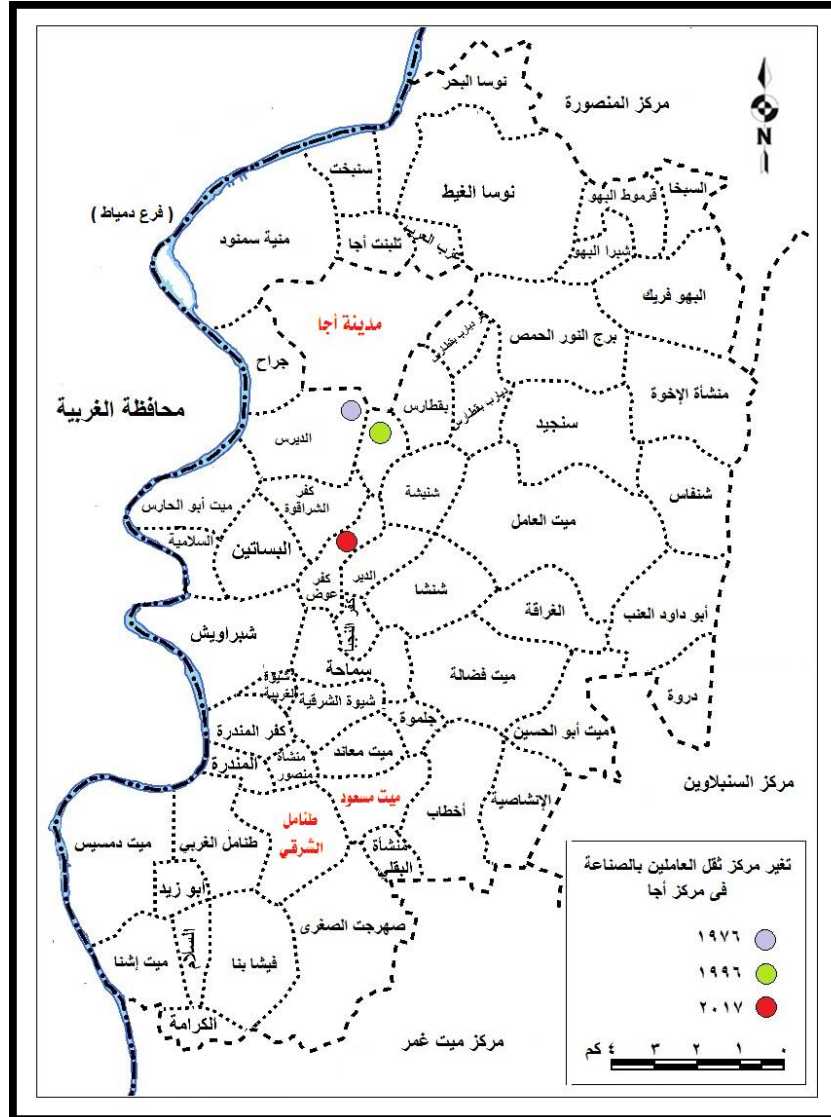 نوسا البحر
مركز المنصورة
سنبخت
نوسا الغيط
قرموط البهو
السبخا
( فرع دمياط )
منية سمنود
تلبنت أجا
شبرا البهو
البهو فريك
مدينة أجا
برج النور الحمص
جراح
بقطارس
منشأة الإخوة
محافظة الغربية
الديرس
سنجيد
شنيشة
شنفاس
ميت أبو الحارس
كفر
الشراقوة
ميت العامل
السلامية
البساتين
كفر
عوض
الدير
شنشا
الغراقة
أبو داود العنب
كفر النجبا
شبراويش
سماحة
ميت فضالة
دروة
شيوة
الغربية
شيوة الشرقية
جلموة
كفر المندرة
ميت معاند
ميت أبو الحسين
المندرة
منشأة
منصور
مركز السنبلاوين
ميت مسعود
أخطاب
الإنشاصية
طنامل
الشرقي
طنامل الغربي
ميت دمسيس
منشأة
البقلي
أبو زيد
صهرجت الصغرى
السلام
فيشا بنا
ميت إشنا
الكرامة
مركز ميت غمر
N
تغير مركز ثقل العاملين بالصناعة
فى مركز أجا
١٩٧٦
١٩٩٦
٢٠١٧
٠ ١ ٢ ٣ ٤ كم